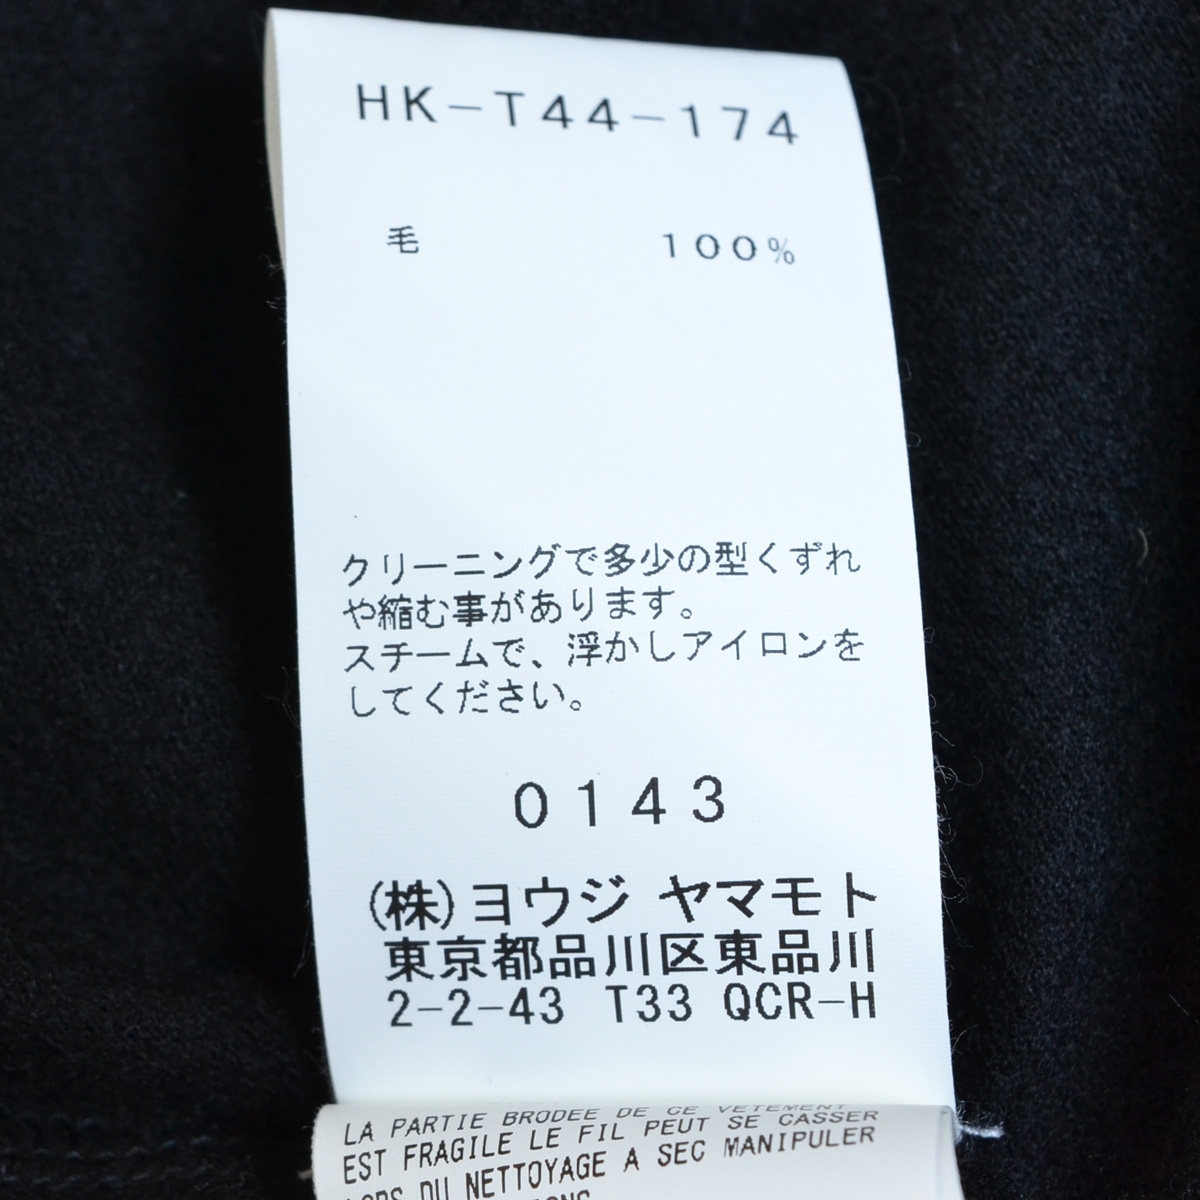 HK-T44-174
毛 100%
クリーニングで多少の型くずれ
や縮む事があります。
スチームで、浮かしアイロンを
してください。
0143
(株)ヨウジ ヤマモト
東京都品川区東品川
2-2-43 T33 QCR-H
LA PARTIE BRODEE DE CE VETEMENT
EST FRAGILE LE FIL PEUT SE CASSER
LORS DU NETTOYAGE A SEC MANIPULER